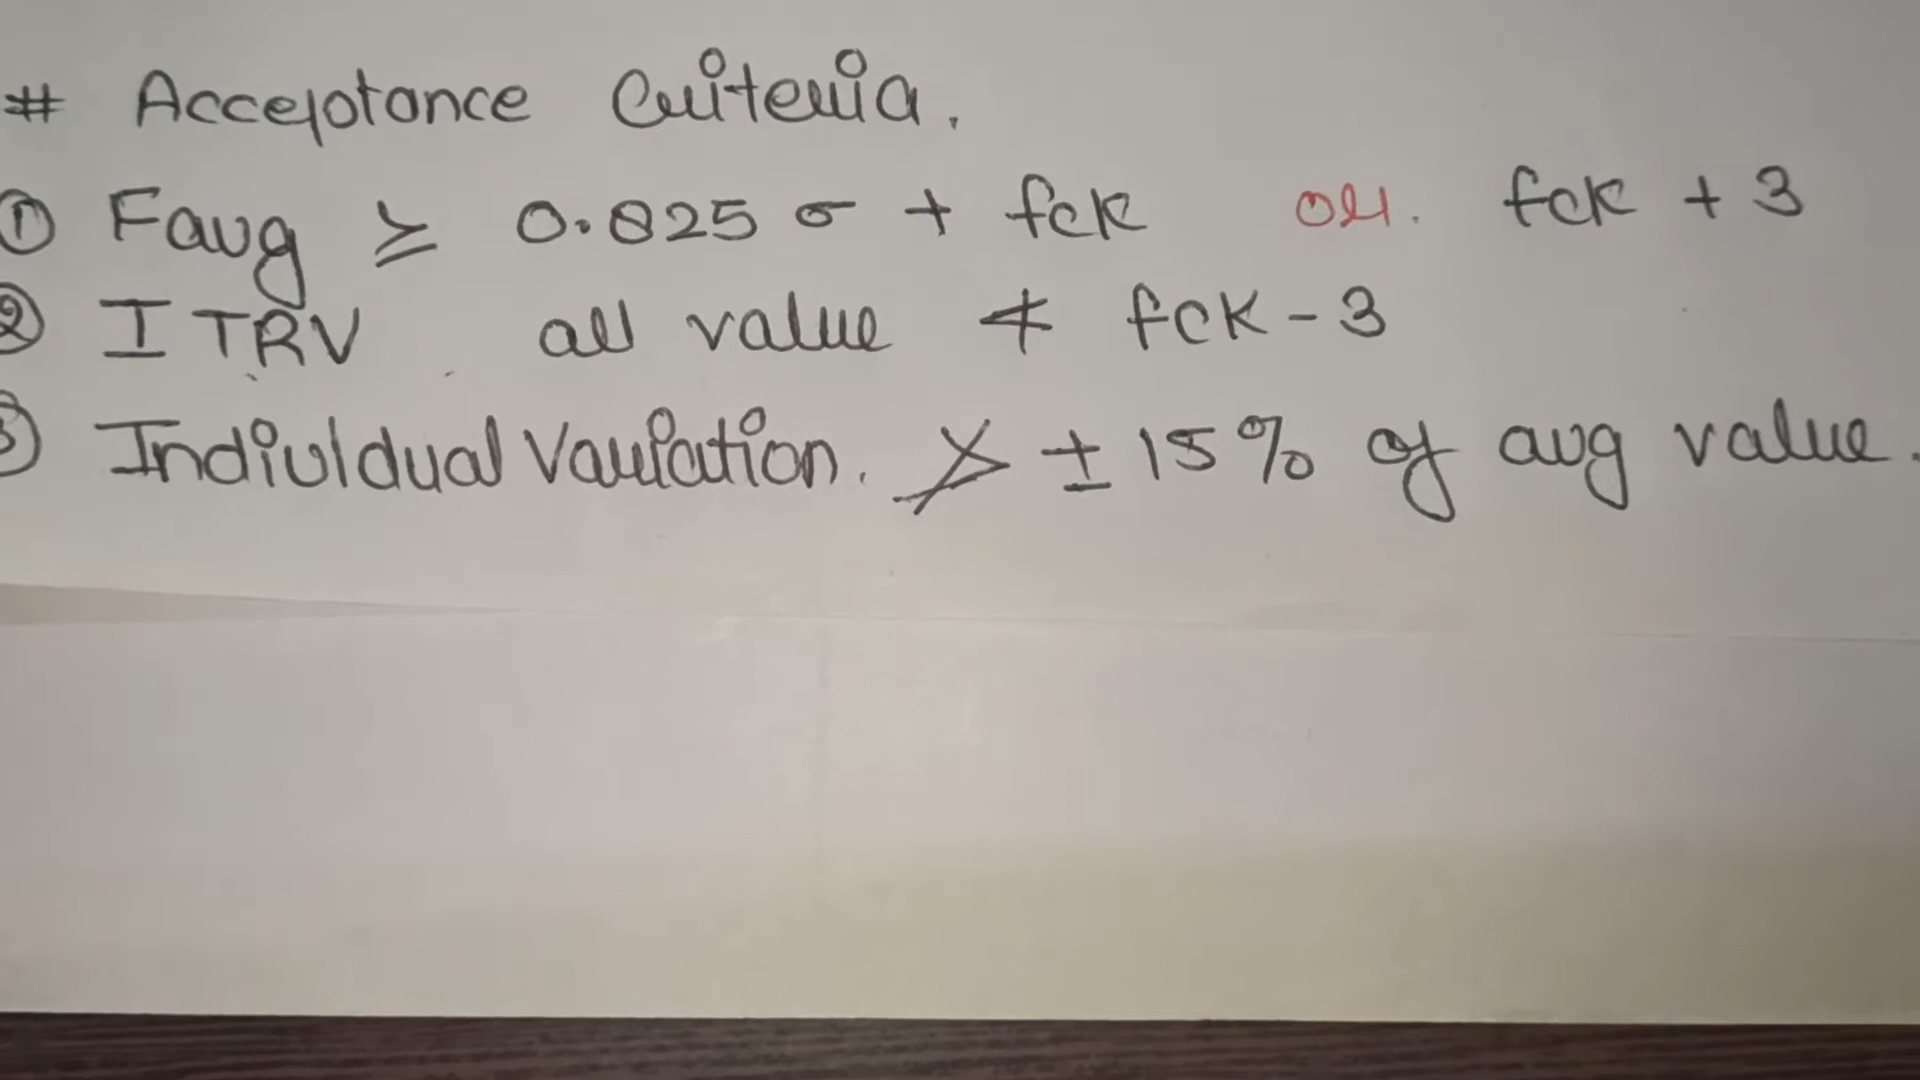 # Acceptance Criteria.
① Favg ≥ 0.825 σ + fck or. fck + 3
② ITRV all value ≮ fck - 3
③ Individual Variation. ≯ ± 15% of avg value.